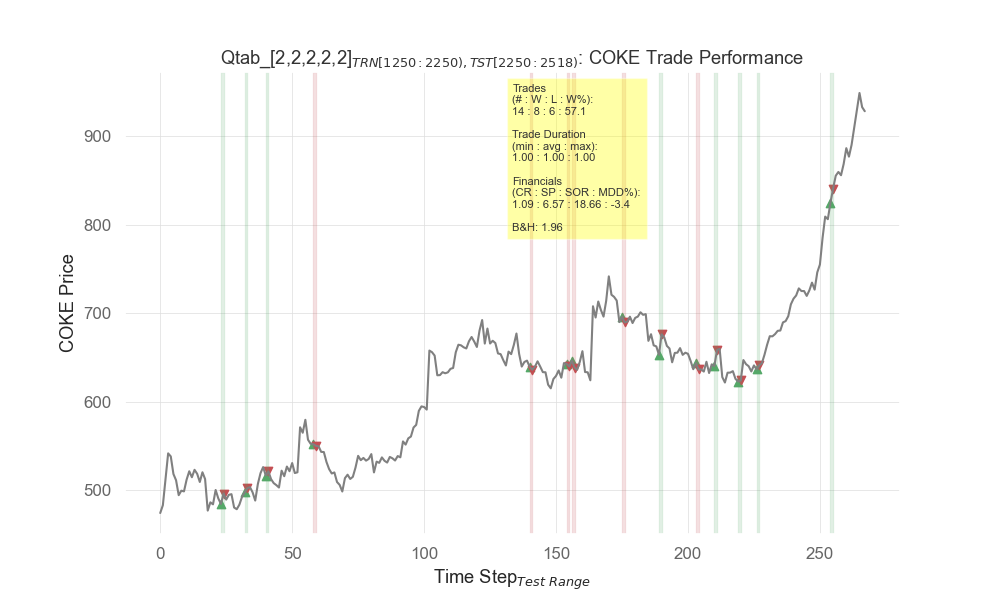 Qtab_[2,2,2,2,2]TRN[1250:2250),TST[2250:2518): COKE Trade Performance
Trades
(# : W : L : W%):
14 : 8 : 6 : 57.1
Trade Duration
(min : avg : max):
1.00 : 1.00 : 1.00
Financials
(CR : SP : SOR : MDD%):
1.09 : 6.57 : 18.66 : -3.4
B&H: 1.96
900
800
700
600
500
COKE Price
0 50 100 150 200 250
Time StepTest Range